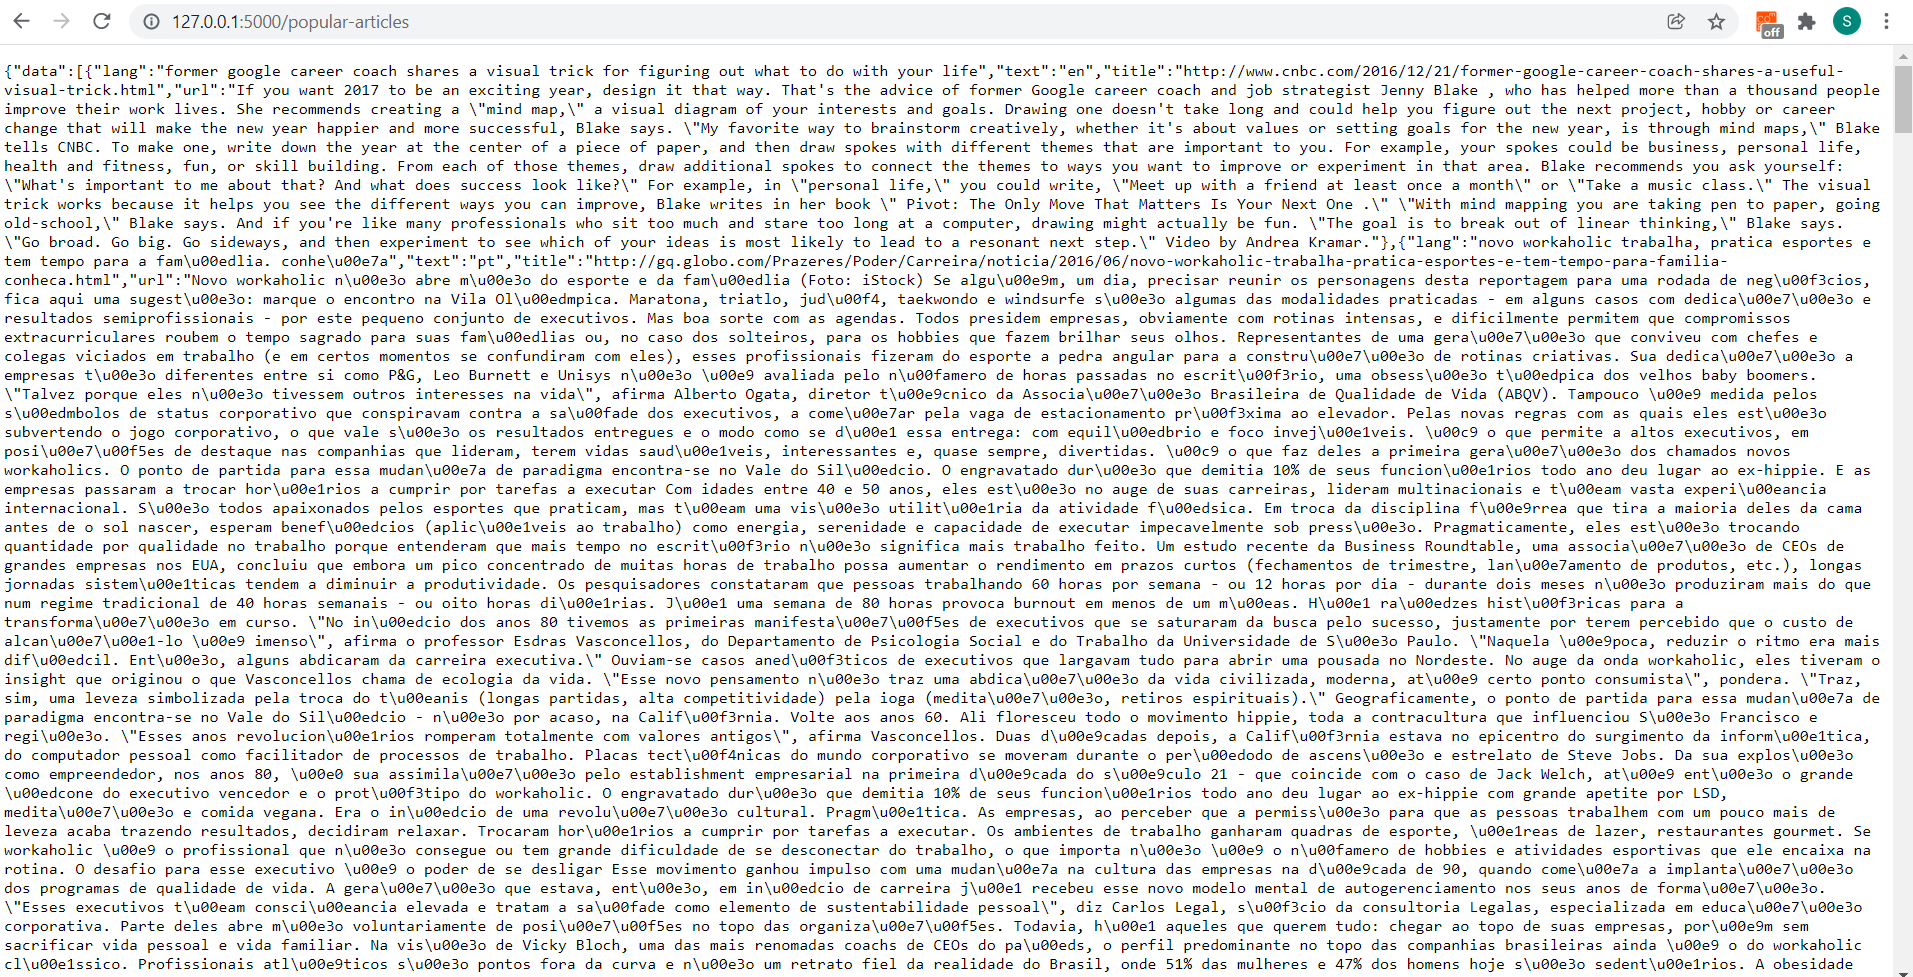 127.0.0.1:5000/popular-articles
off
S
{"data":[{"lang":"former google career coach shares a visual trick for figuring out what to do with your life","text":"en","title":"http://www.cnbc.com/2016/12/21/former-google-career-coach-shares-a-useful-
visual-trick.html","url":"If you want 2017 to be an exciting year, design it that way. That's the advice of former Google career coach and job strategist Jenny Blake , who has helped more than a thousand people
improve their work lives. She recommends creating a \"mind map,\" a visual diagram of your interests and goals. Drawing one doesn't take long and could help you figure out the next project, hobby or career
change that will make the new year happier and more successful, Blake says. \"My favorite way to brainstorm creatively, whether it's about values or setting goals for the new year, is through mind maps,\" Blake
tells CNBC. To make one, write down the year at the center of a piece of paper, and then draw spokes with different themes that are important to you. For example, your spokes could be business, personal life,
health and fitness, fun, or skill building. From each of those themes, draw additional spokes to connect the themes to ways you want to improve or experiment in that area. Blake recommends you ask yourself:
\"What's important to me about that? And what does success look like?\" For example, in \"personal life,\" you could write, \"Meet up with a friend at least once a month\" or \"Take a music class.\" The visual
trick works because it helps you see the different ways you can improve, Blake writes in her book \" Pivot: The Only Move That Matters Is Your Next One .\" \"With mind mapping you are taking pen to paper, going
old-school,\" Blake says. And if you're like many professionals who sit too much and stare too long at a computer, drawing might actually be fun. \"The goal is to break out of linear thinking,\" Blake says.
\"Go broad. Go big. Go sideways, and then experiment to see which of your ideas is most likely to lead to a resonant next step.\" Video by Andrea Kramar."},{"lang":"novo workaholic trabalha, pratica esportes e
tem tempo para a fam\u00edlia. conhe\u00e7a","text":"pt","title":"http://gq.globo.com/Prazeres/Poder/Carreira/noticia/2016/06/novo-workaholic-trabalha-pratica-esportes-e-tem-tempo-para-familia-
conheca.html","url":"Novo workaholic n\u00e3o abre m\u00e3o do esporte e da fam\u00edlia (Foto: iStock) Se algu\u00e9m, um dia, precisar reunir os personagens desta reportagem para uma rodada de neg\u00f3cios,
fica aqui uma sugest\u00e3o: marque o encontro na Vila Ol\u00edmpica. Maratona, triatlo, jud\u00f4, taekwondo e windsurfe s\u00e3o algumas das modalidades praticadas - em alguns casos com dedica\u00e7\u00e3o e
resultados semiprofissionais - por este pequeno conjunto de executivos. Mas boa sorte com as agendas. Todos presidem empresas, obviamente com rotinas intensas, e dificilmente permitem que compromissos
extracurriculares roubem o tempo sagrado para suas fam\u00edlias ou, no caso dos solteiros, para os hobbies que fazem brilhar seus olhos. Representantes de uma gera\u00e7\u00e3o que conviveu com chefes e
colegas viciados em trabalho (e em certos momentos se confundiram com eles), esses profissionais fizeram do esporte a pedra angular para a constru\u00e7\u00e3o de rotinas criativas. Sua dedica\u00e7\u00e3o a
empresas t\u00e3o diferentes entre si como P&G, Leo Burnett e Unisys n\u00e3o \u00e9 avaliada pelo n\u00famero de horas passadas no escrit\u00f3rio, uma obsess\u00e3o t\u00edpica dos velhos baby boomers.
\"Talvez porque eles n\u00e3o tivessem outros interesses na vida\", afirma Alberto Ogata, diretor t\u00e9cnico da Associa\u00e7\u00e3o Brasileira de Qualidade de Vida (ABQV). Tampouco \u00e9 medida pelos
s\u00edmbolos de status corporativo que conspiravam contra a sa\u00fade dos executivos, a come\u00e7ar pela vaga de estacionamento pr\u00f3xima ao elevador. Pelas novas regras com as quais eles est\u00e3o
subvertendo o jogo corporativo, o que vale s\u00e3o os resultados entregues e o modo como se d\u00e1 essa entrega: com equil\u00edbrio e foco invej\u00e1veis. \u00c9 o que permite a altos executivos, em
posi\u00e7\u00f5es de destaque nas companhias que lideram, terem vidas saud\u00e1veis, interessantes e, quase sempre, divertidas. \u00c9 o que faz deles a primeira gera\u00e7\u00e3o dos chamados novos
workaholics. O ponto de partida para essa mudan\u00e7a de paradigma encontra-se no Vale do Sil\u00edcio. O engravatado dur\u00e3o que demitia 10% de seus funcion\u00e1rios todo ano deu lugar ao ex-hippie. E as
empresas passaram a trocar hor\u00e1rios a cumprir por tarefas a executar Com idades entre 40 e 50 anos, eles est\u00e3o no auge de suas carreiras, lideram multinacionais e t\u00eam vasta experi\u00eancia
internacional. S\u00e3o todos apaixonados pelos esportes que praticam, mas t\u00eam uma vis\u00e3o utilit\u00e1ria da atividade f\u00edsica. Em troca da disciplina f\u00e9rrea que tira a maioria deles da cama
antes de o sol nascer, esperam benef\u00edcios (aplic\u00e1veis ao trabalho) como energia, serenidade e capacidade de executar impecavelmente sob press\u00e3o. Pragmaticamente, eles est\u00e3o trocando
quantidade por qualidade no trabalho porque entenderam que mais tempo no escrit\u00f3rio n\u00e3o significa mais trabalho feito. Um estudo recente da Business Roundtable, uma associa\u00e7\u00e3o de CEOs de
grandes empresas nos EUA, concluiu que embora um pico concentrado de muitas horas de trabalho possa aumentar o rendimento em prazos curtos (fechamentos de trimestre, lan\u00e7amento de produtos, etc.), longas
jornadas sistem\u00e1ticas tendem a diminuir a produtividade. Os pesquisadores constataram que pessoas trabalhando 60 horas por semana - ou 12 horas por dia - durante dois meses n\u00e3o produziram mais do que
num regime tradicional de 40 horas semanais - ou oito horas di\u00e1rias. J\u00e1 uma semana de 80 horas provoca burnout em menos de um m\u00eas. H\u00e1 ra\u00edzes hist\u00f3ricas para a
transforma\u00e7\u00e3o em curso. \"No in\u00edcio dos anos 80 tivemos as primeiras manifesta\u00e7\u00f5es de executivos que se saturaram da busca pelo sucesso, justamente por terem percebido que o custo de
alcan\u00e7\u00e1-lo \u00e9 imenso\", afirma o professor Esdras Vasconcellos, do Departamento de Psicologia Social e do Trabalho da Universidade de S\u00e3o Paulo. \"Naquela \u00e9poca, reduzir o ritmo era mais
dif\u00edcil. Ent\u00e3o, alguns abdicaram da carreira executiva.\" Ouviam-se casos aned\u00f3ticos de executivos que largavam tudo para abrir uma pousada no Nordeste. No auge da onda workaholic, eles tiveram o
insight que originou o que Vasconcellos chama de ecologia da vida. \"Esse novo pensamento n\u00e3o traz uma abdica\u00e7\u00e3o da vida civilizada, moderna, at\u00e9 certo ponto consumista\", pondera. \"Traz,
sim, uma leveza simbolizada pela troca do t\u00eanis (longas partidas, alta competitividade) pela ioga (medita\u00e7\u00e3o, retiros espirituais).\" Geograficamente, o ponto de partida para essa mudan\u00e7a de
paradigma encontra-se no Vale do Sil\u00edcio - n\u00e3o por acaso, na Calif\u00f3rnia. Volte aos anos 60. Ali floresceu todo o movimento hippie, toda a contracultura que influenciou S\u00e3o Francisco e
regi\u00e3o. \"Esses anos revolucion\u00e1rios romperam totalmente com valores antigos\", afirma Vasconcellos. Duas d\u00e9cadas depois, a Calif\u00f3rnia estava no epicentro do surgimento da inform\u00e1tica,
do computador pessoal como facilitador de processos de trabalho. Placas tect\u00f4nicas do mundo corporativo se moveram durante o per\u00edodo de ascens\u00e3o e estrelato de Steve Jobs. Da sua explos\u00e3o
como empreendedor, nos anos 80, \u00e0 sua assimila\u00e7\u00e3o pelo establishment empresarial na primeira d\u00e9cada do s\u00e9culo 21 - que coincide com o caso de Jack Welch, at\u00e9 ent\u00e3o o grande
\u00edcone do executivo vencedor e o prot\u00f3tipo do workaholic. O engravatado dur\u00e3o que demitia 10% de seus funcion\u00e1rios todo ano deu lugar ao ex-hippie com grande apetite por LSD,
medita\u00e7\u00e3o e comida vegana. Era o in\u00edcio de uma revolu\u00e7\u00e3o cultural. Pragm\u00e1tica. As empresas, ao perceber que a permiss\u00e3o para que as pessoas trabalhem com um pouco mais de
leveza acaba trazendo resultados, decidiram relaxar. Trocaram hor\u00e1rios a cumprir por tarefas a executar. Os ambientes de trabalho ganharam quadras de esporte, \u00e1reas de lazer, restaurantes gourmet. Se
workaholic \u00e9 o profissional que n\u00e3o consegue ou tem grande dificuldade de se desconectar do trabalho, o que importa n\u00e3o \u00e9 o n\u00famero de hobbies e atividades esportivas que ele encaixa na
rotina. O desafio para esse executivo \u00e9 o poder de se desligar Esse movimento ganhou impulso com uma mudan\u00e7a na cultura das empresas na d\u00e9cada de 90, quando come\u00e7a a implanta\u00e7\u00e3o
dos programas de qualidade de vida. A gera\u00e7\u00e3o que estava, ent\u00e3o, em in\u00edcio de carreira j\u00e1 recebeu esse novo modelo mental de autogerenciamento nos seus anos de forma\u00e7\u00e3o.
\"Esses executivos t\u00eam consci\u00eancia elevada e tratam a sa\u00fade como elemento de sustentabilidade pessoal\", diz Carlos Legal, s\u00f3cio da consultoria Legalas, especializada em educa\u00e7\u00e3o
corporativa. Parte deles abre m\u00e3o voluntariamente de posi\u00e7\u00f5es no topo das organiza\u00e7\u00f5es. Todavia, h\u00e1 aqueles que querem tudo: chegar ao topo de suas empresas, por\u00e9m sem
sacrificar vida pessoal e vida familiar. Na vis\u00e3o de Vicky Bloch, uma das mais renomadas coachs de CEOs do pa\u00eds, o perfil predominante no topo das companhias brasileiras ainda \u00e9 o do workaholic
cl\u00e1ssico. Profissionais atl\u00e9ticos s\u00e3o pontos fora da curva e n\u00e3o um retrato fiel da realidade do Brasil, onde 51% das mulheres e 47% dos homens hoje s\u00e3o sedent\u00e1rios. A obesidade